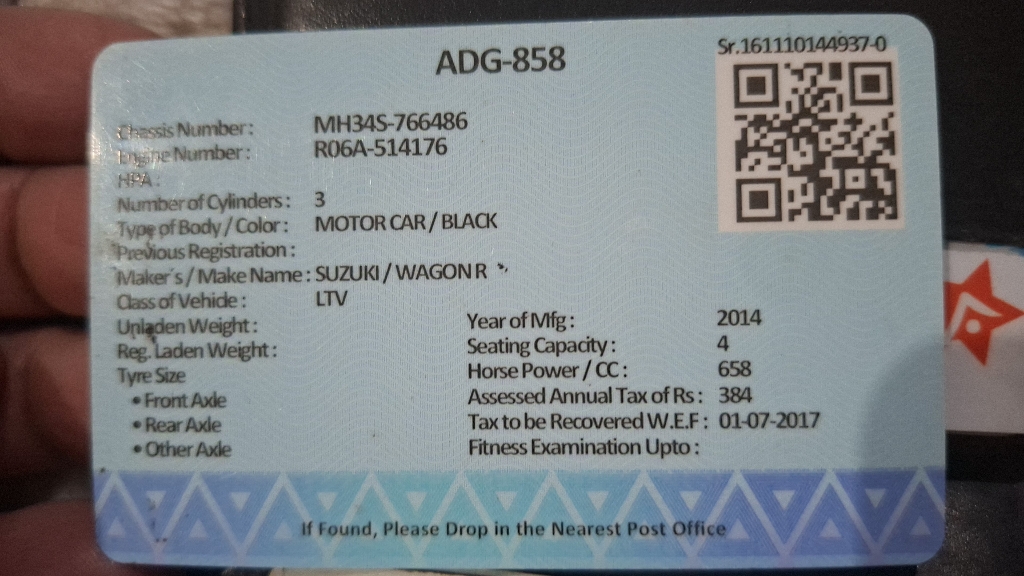 ADG-858
Sr.161110144937-0
Chassis Number: MH34S-766486
Engine Number: R06A-514176
HPA:
Number of Cylinders: 3
Type of Body / Color: MOTOR CAR / BLACK
Previous Registration:
Maker's / Make Name: SUZUKI / WAGON R
Class of Vehicle: LTV
Unladen Weight:
Reg. Laden Weight:
Tyre Size
• Front Axle
• Rear Axle
• Other Axle
Year of Mfg: 2014
Seating Capacity: 4
Horse Power / CC: 658
Assessed Annual Tax of Rs: 384
Tax to be Recovered W.E.F: 01-07-2017
Fitness Examination Upto:
If Found, Please Drop in the Nearest Post Office